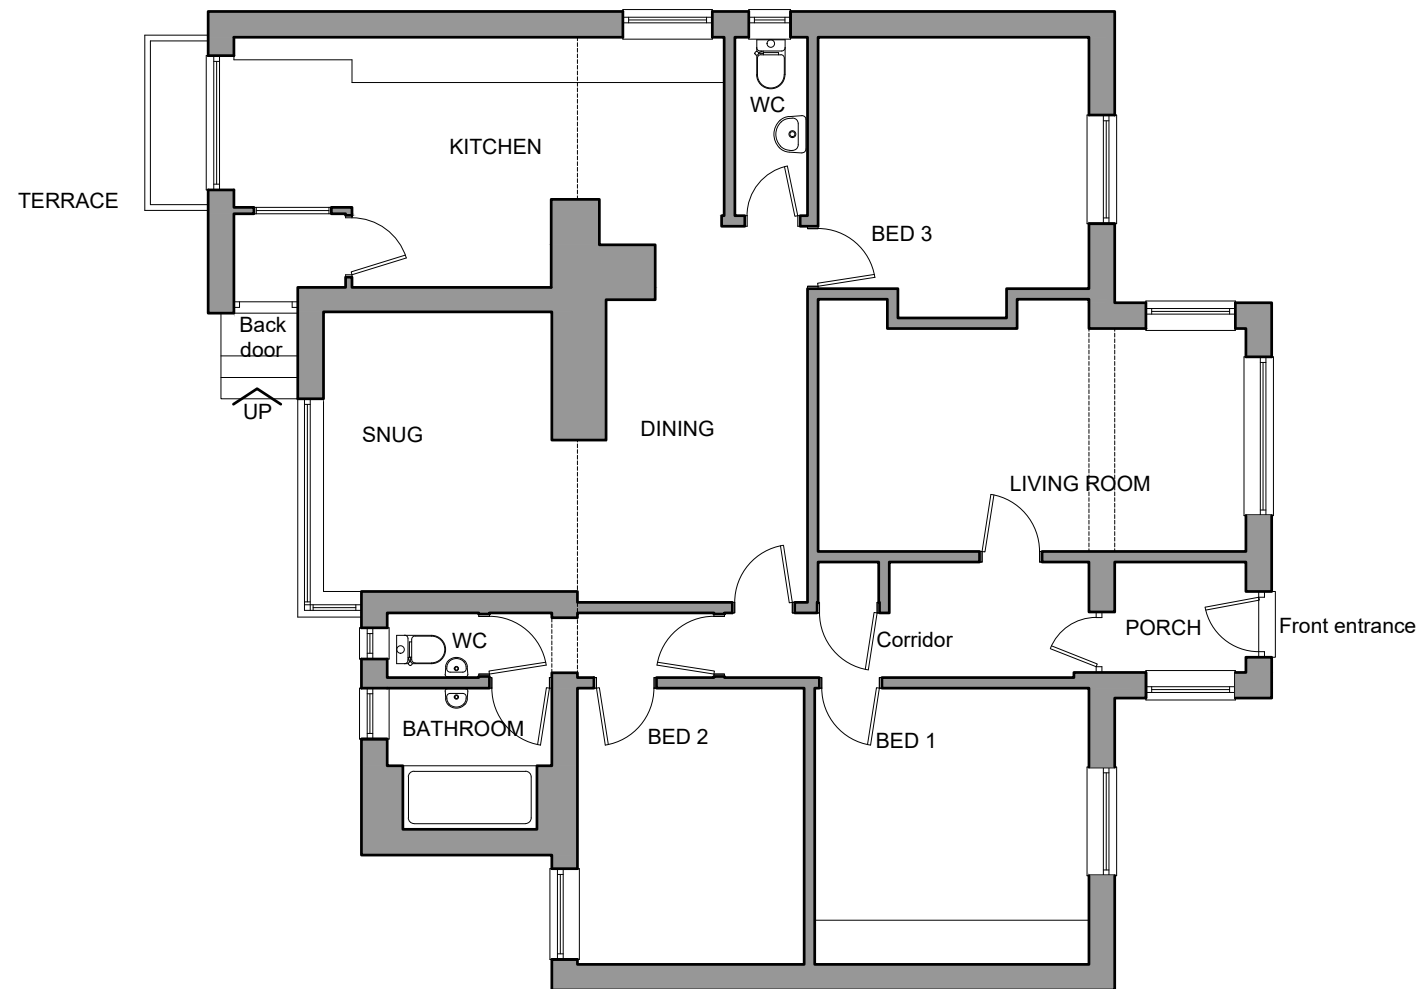 WC
KITCHEN
TERRACE
BED 3
Back
door
UP
SNUG
DINING
LIVING ROOM
WC
Corridor
PORCH
Front entrance
BATHROOM
BED 2
BED 1